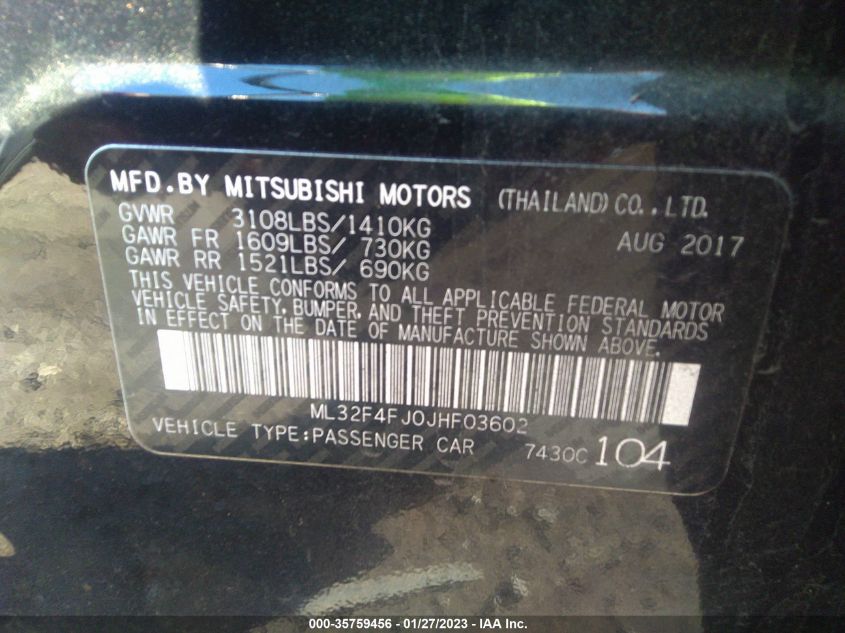 MFD.BY MITSUBISHI MOTORS (THAILAND) CO.,LTD.
GVWR 3108LBS/1410KG AUG 2017
GAWR FR 1609LBS/ 730KG
GAWR RR 1521LBS/ 690KG
THIS VEHICLE CONFORMS TO ALL APPLICABLE FEDERAL MOTOR
VEHICLE SAFETY, BUMPER, AND THEFT PREVENTION STANDARDS
IN EFFECT ON THE DATE OF MANUFACTURE SHOWN ABOVE.
ML32F4FJ0JHF03602
VEHICLE TYPE:PASSENGER CAR 7430C 104
000-35759456 - 01/27/2023 - IAA Inc.